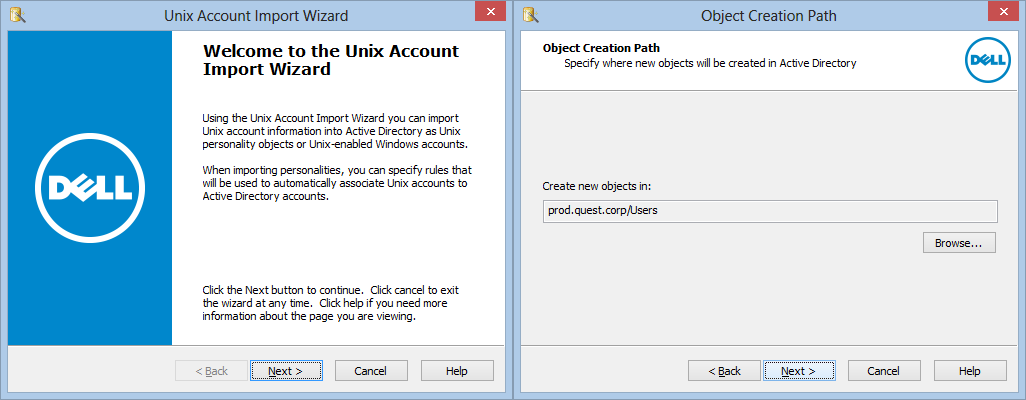 Unix Account Import Wizard
Welcome to the Unix Account
Import Wizard
Using the Unix Account Import Wizard you can import
Unix account information into Active Directory as Unix
personality objects or Unix-enabled Windows accounts.
When importing personalities, you can specify rules that
will be used to automatically associate Unix accounts to
Active Directory accounts.
DELL
Click the Next button to continue.  Click cancel to exit
the wizard at any time.  Click help if you need more
information about the page you are viewing.
< Back
Next >
Cancel
Help
Object Creation Path
Object Creation Path
Specify where new objects will be created in Active Directory
DELL
Create new objects in:
prod.quest.corp/Users
Browse...
< Back
Next >
Cancel
Help